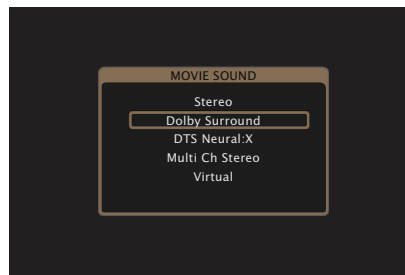 MOVIE SOUND
Stereo
Dolby Surround
DTS Neural:X
Multi Ch Stereo
Virtual